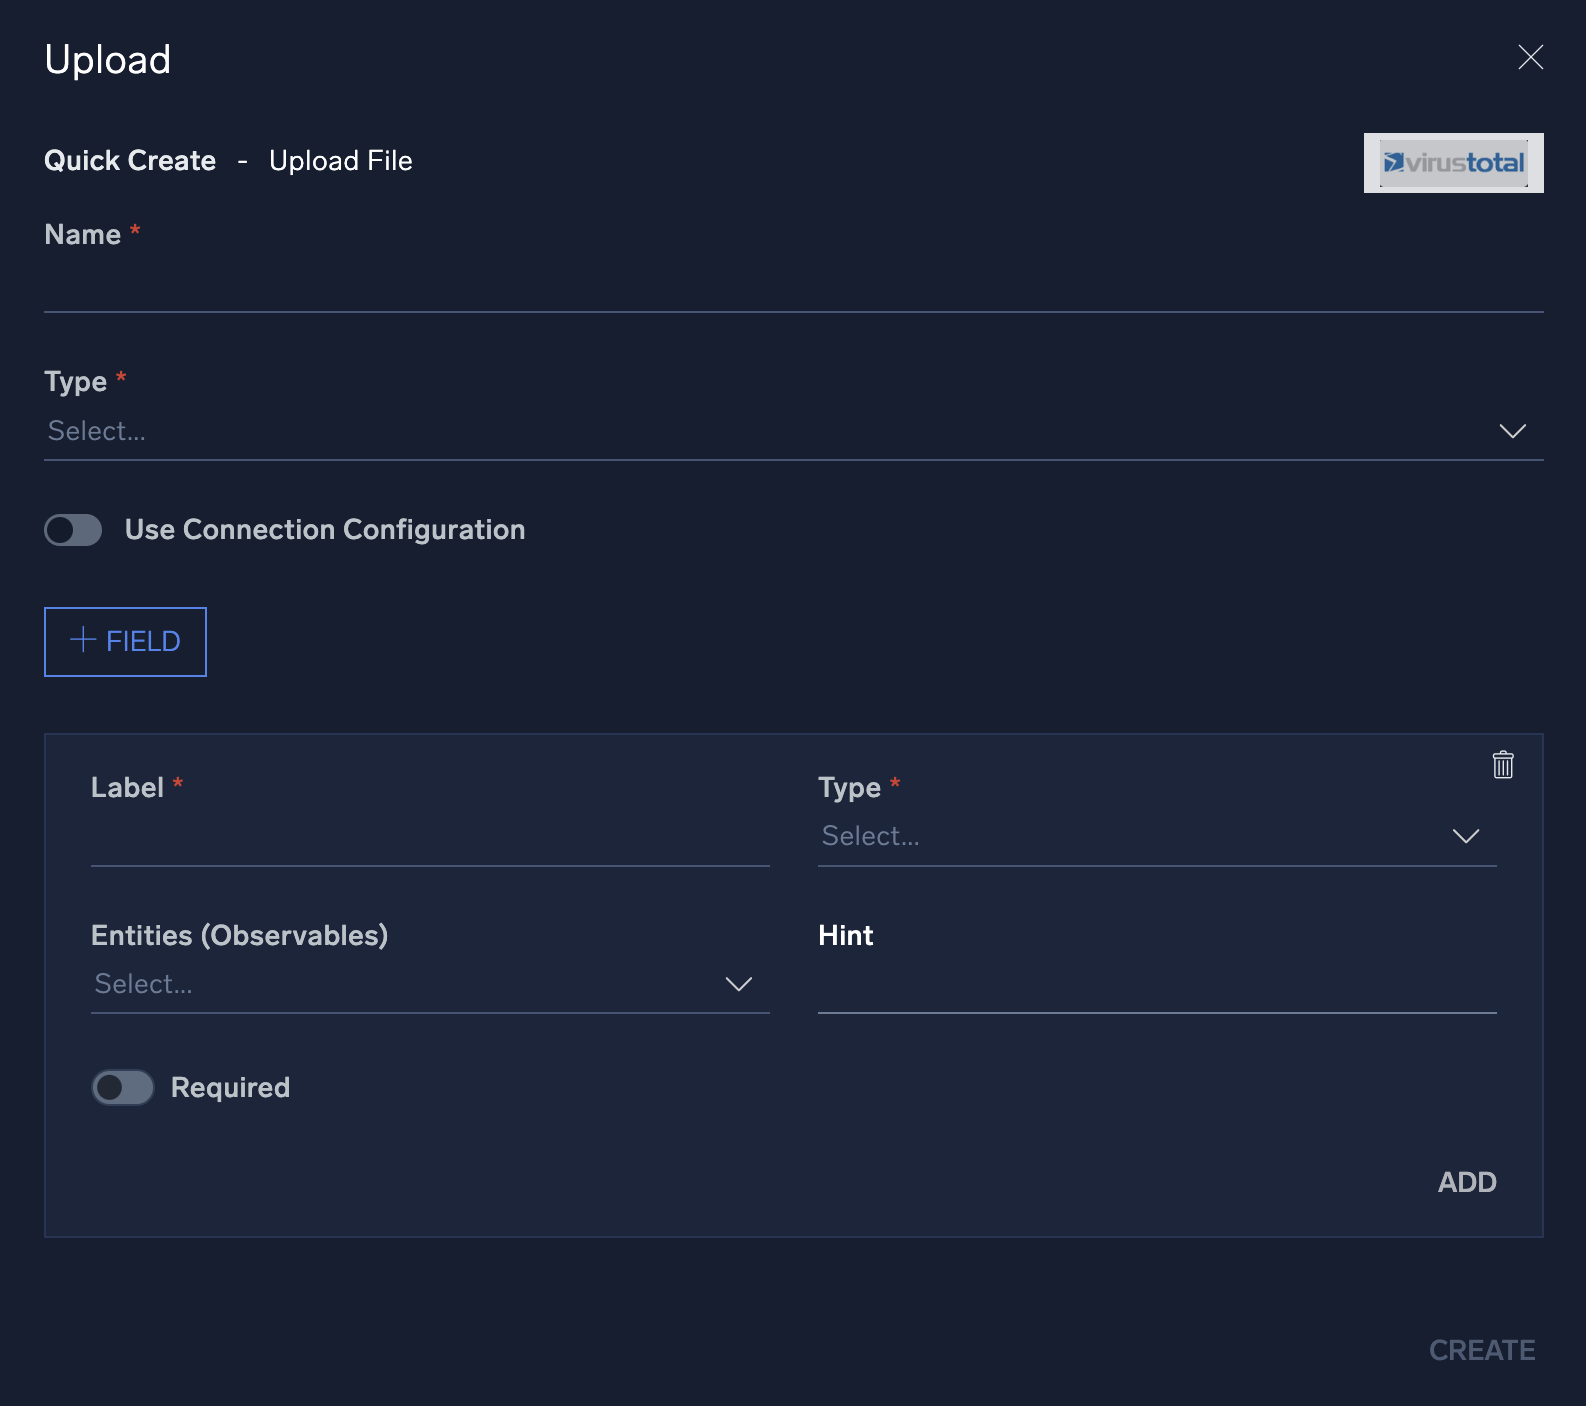 Upload
Quick Create - Upload File
virustotal
Name *
Type *
Select...
Use Connection Configuration
+ FIELD
Label *
Type *
Select...
Entities (Observables)
Hint
Select...
Required
ADD
CREATE